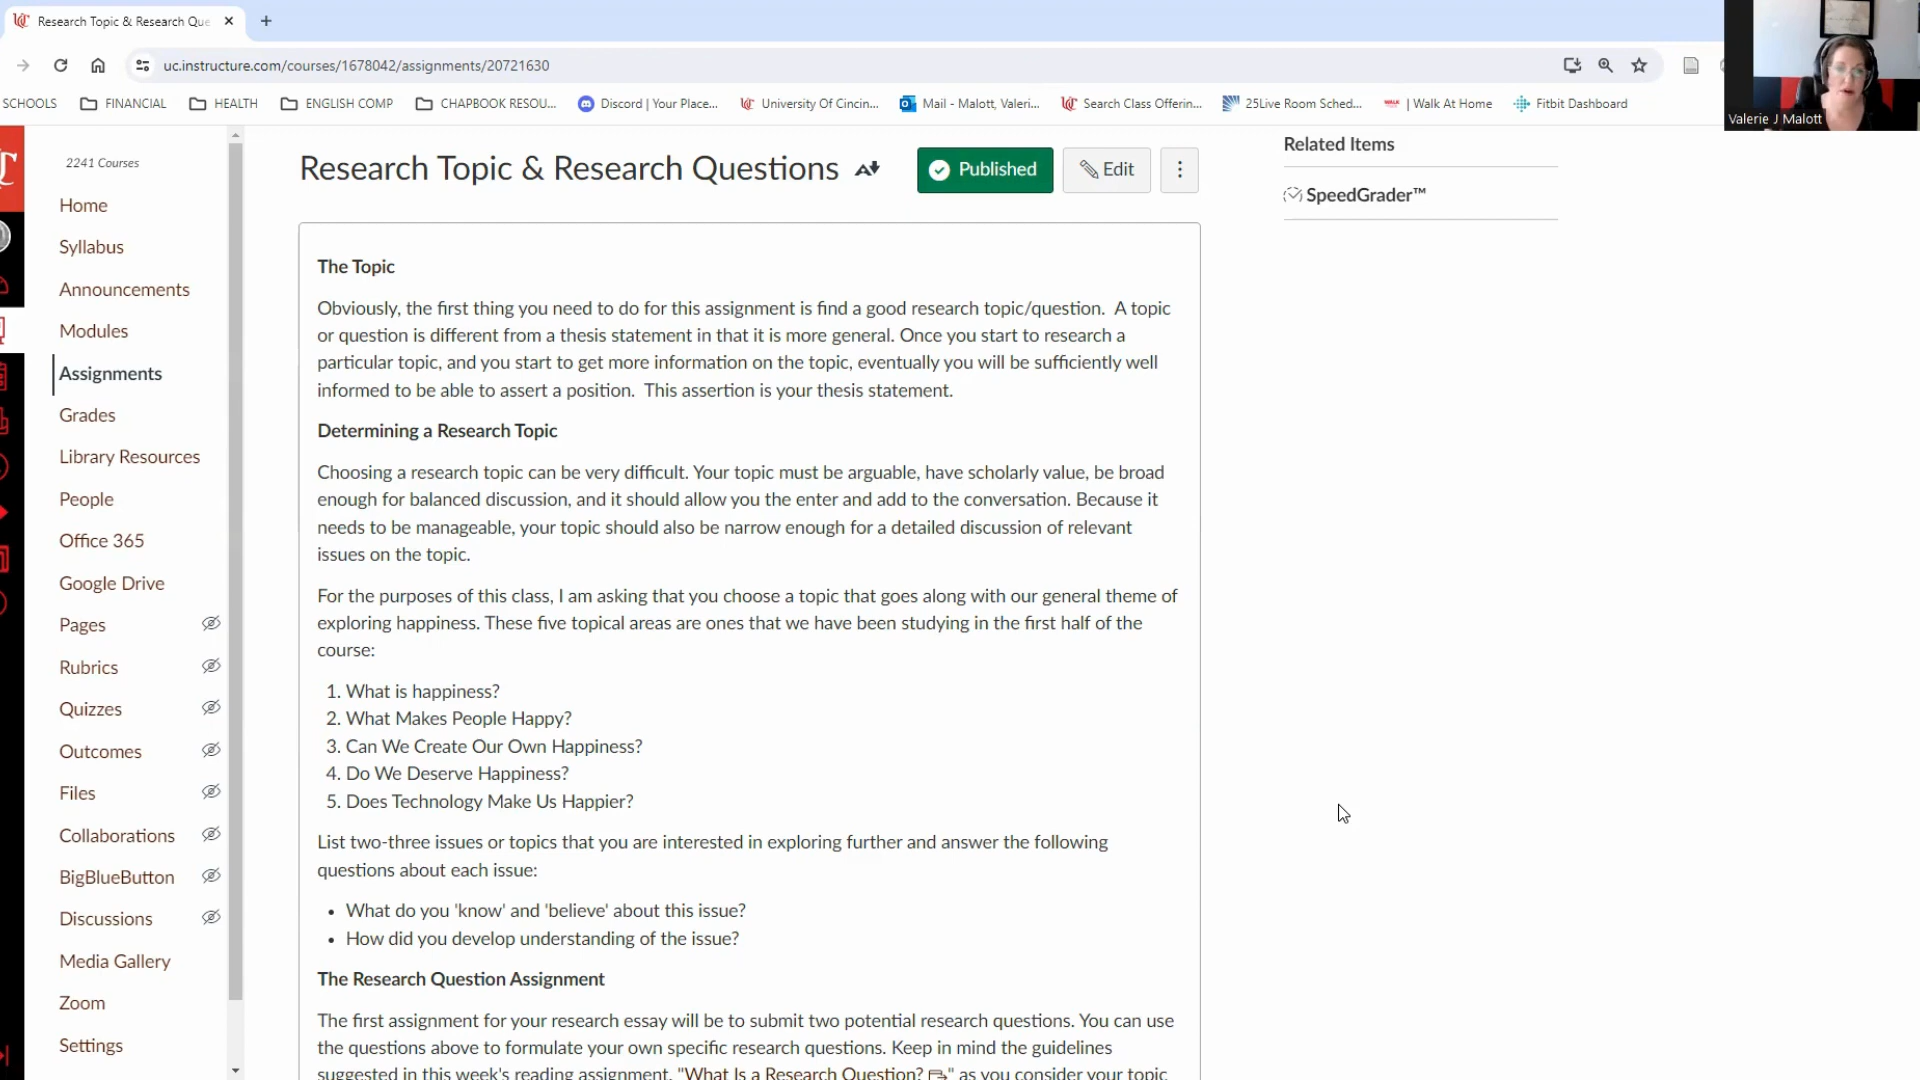 Research Topic & Research Que
uc.instructure.com/courses/1678042/assignments/20721630
SCHOOLS
FINANCIAL
HEALTH
ENGLISH COMP
CHAPBOOK RESOU...
Discord | Your Place...
University Of Cincin...
Mail - Malott, Valeri...
Search Class Offerin...
25Live Room Sched...
WALK | Walk At Home
Fitbit Dashboard
Valerie J Malott
2241 Courses
Home
Syllabus
Announcements
Modules
Assignments
Grades
Library Resources
People
Office 365
Google Drive
Pages
Rubrics
Quizzes
Outcomes
Files
Collaborations
BigBlueButton
Discussions
Media Gallery
Zoom
Settings
Research Topic & Research Questions
Published
Edit
Related Items
SpeedGrader™
The Topic
Obviously, the first thing you need to do for this assignment is find a good research topic/question.  A topic
or question is different from a thesis statement in that it is more general. Once you start to research a
particular topic, and you start to get more information on the topic, eventually you will be sufficiently well
informed to be able to assert a position.  This assertion is your thesis statement.
Determining a Research Topic
Choosing a research topic can be very difficult. Your topic must be arguable, have scholarly value, be broad
enough for balanced discussion, and it should allow you the enter and add to the conversation. Because it
needs to be manageable, your topic should also be narrow enough for a detailed discussion of relevant
issues on the topic.
For the purposes of this class, I am asking that you choose a topic that goes along with our general theme of
exploring happiness. These five topical areas are ones that we have been studying in the first half of the
course:
1. What is happiness?
2. What Makes People Happy?
3. Can We Create Our Own Happiness?
4. Do We Deserve Happiness?
5. Does Technology Make Us Happier?
List two-three issues or topics that you are interested in exploring further and answer the following
questions about each issue:
• What do you 'know' and 'believe' about this issue?
• How did you develop understanding of the issue?
The Research Question Assignment
The first assignment for your research essay will be to submit two potential research questions. You can use
the questions above to formulate your own specific research questions. Keep in mind the guidelines
suggested in this week's reading assignment, "What Is a Research Question?" as you consider your topic